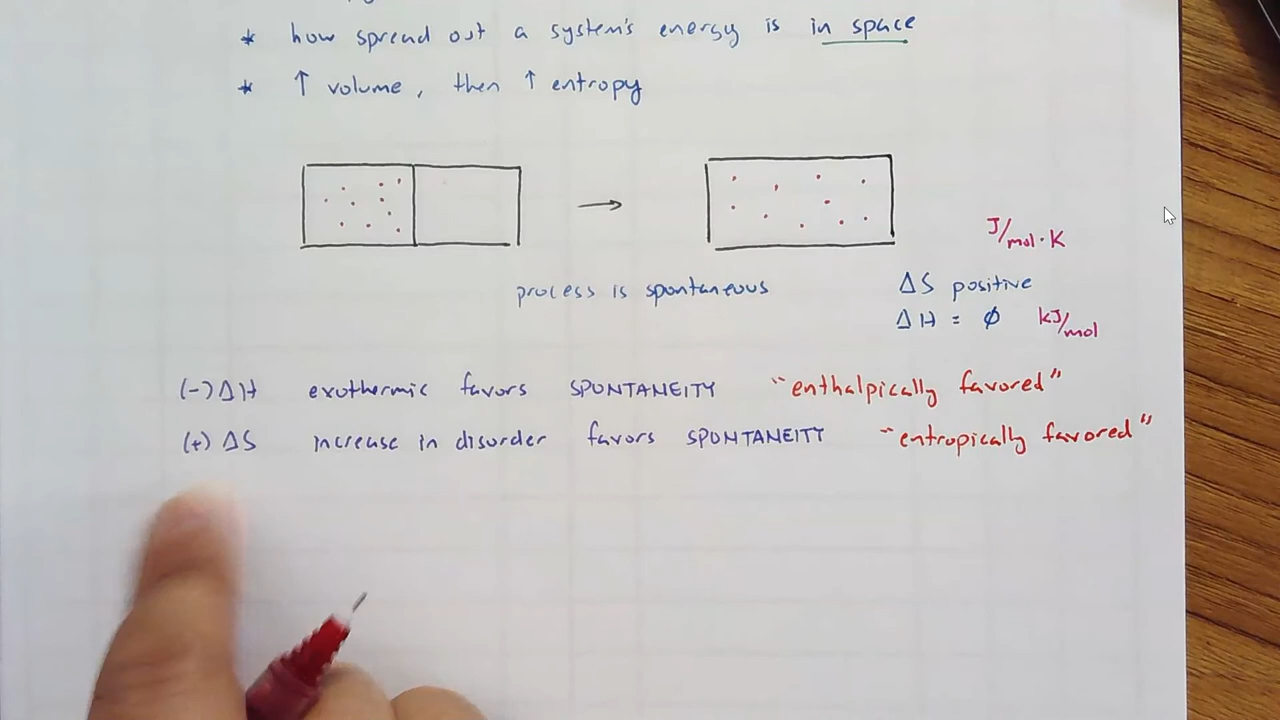 * how spread out a system's energy is in space
* ↑ volume, then ↑ entropy
J/mol·K
process is spontaneous
ΔS positive
ΔH = ϕ kJ/mol
(-) ΔH exothermic favors SPONTANEITY "enthalpically favored"
(+) ΔS increase in disorder favors SPONTANEITY "entropically favored"